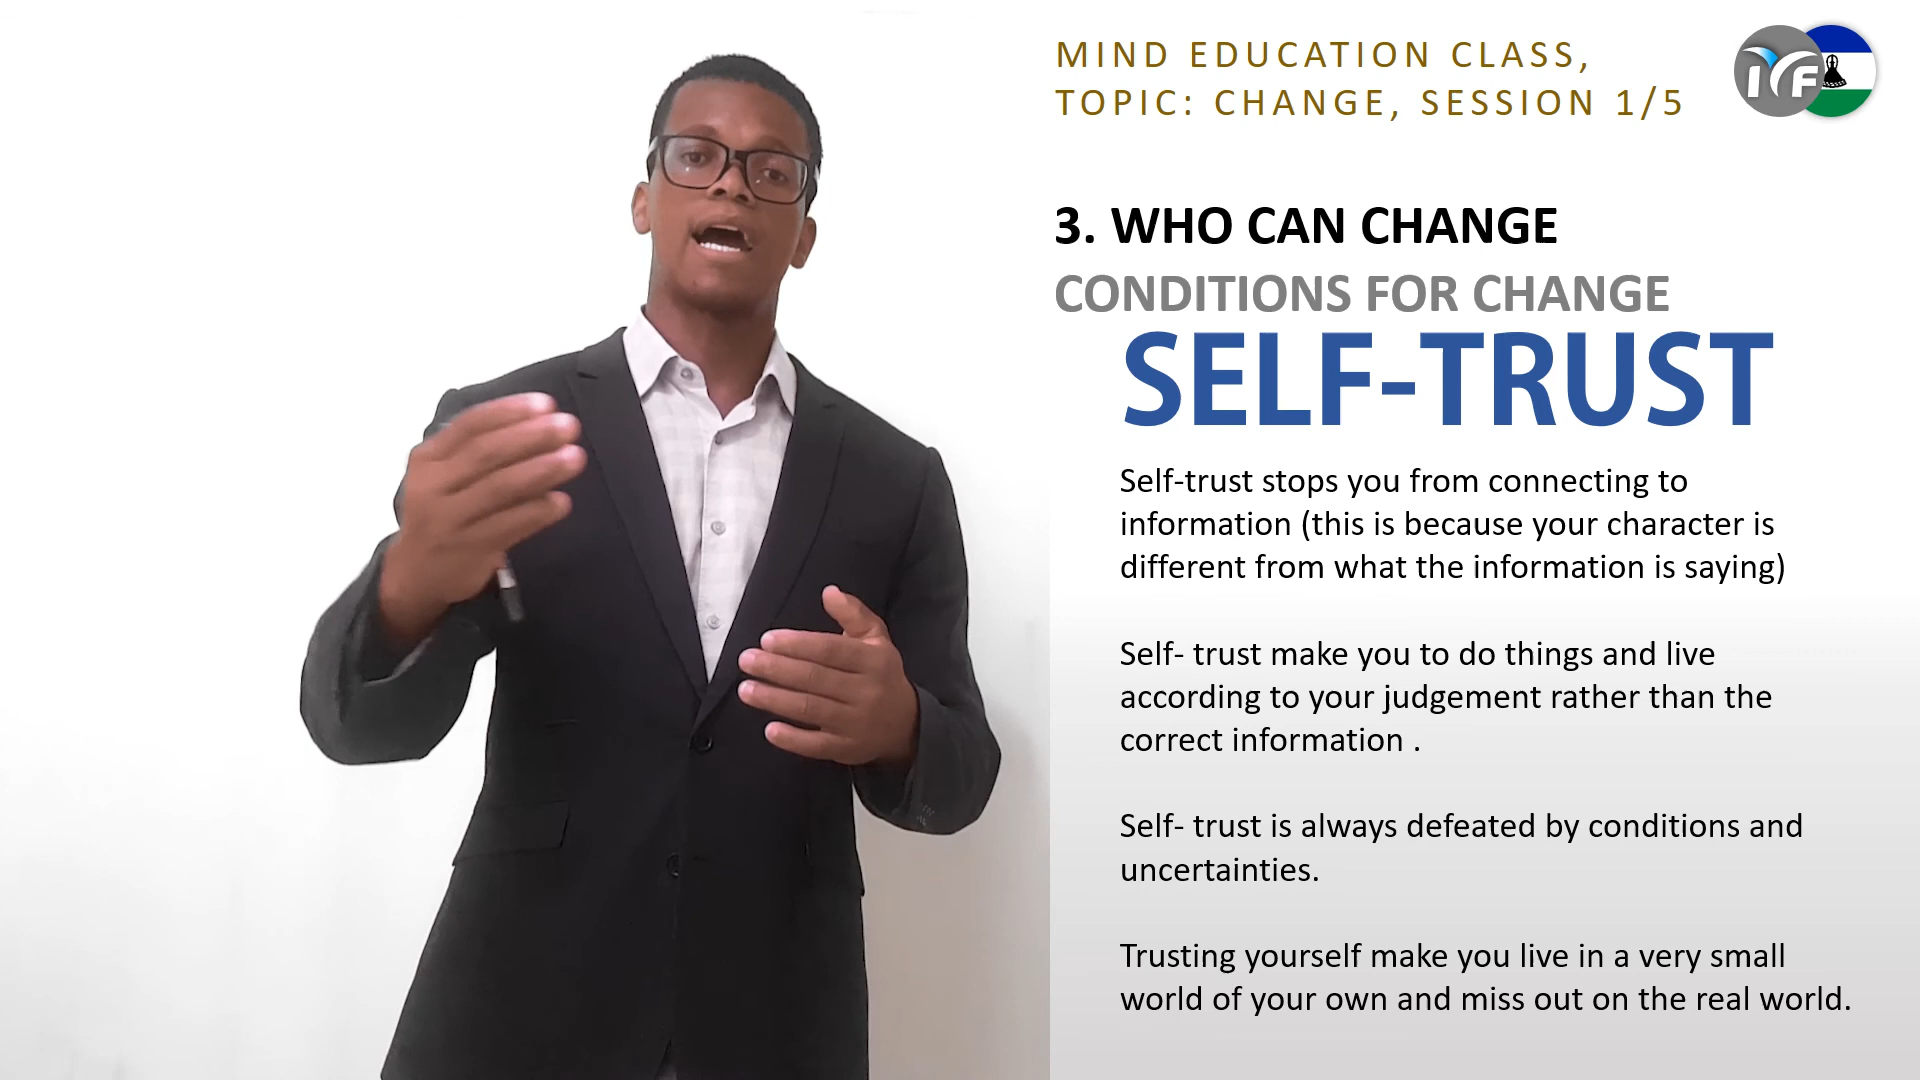 MIND EDUCATION CLASS,
TOPIC: CHANGE, SESSION 1/5
IYF
3. WHO CAN CHANGE
CONDITIONS FOR CHANGE
SELF-TRUST
Self-trust stops you from connecting to
information (this is because your character is
different from what the information is saying)
Self- trust make you to do things and live
according to your judgement rather than the
correct information .
Self- trust is always defeated by conditions and
uncertainties.
Trusting yourself make you live in a very small
world of your own and miss out on the real world.